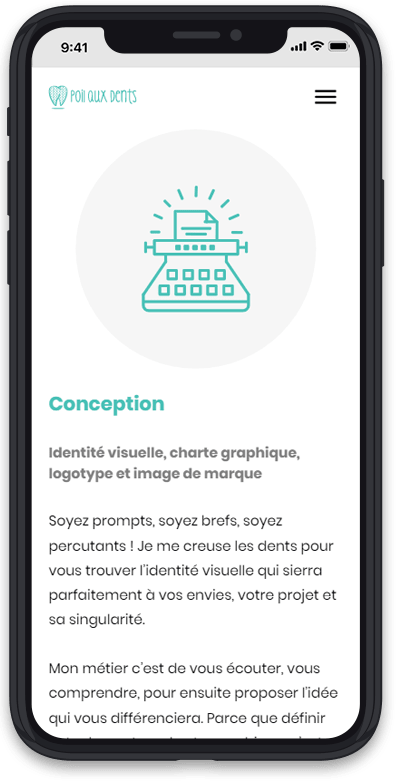 9:41
POil aUX DeNTS
Conception
Identité visuelle, charte graphique,
logotype et image de marque
Soyez prompts, soyez brefs, soyez
percutants ! Je me creuse les dents pour
vous trouver l'identité visuelle qui sierra
parfaitement à vos envies, votre projet et
sa singularité.
Mon métier c'est de vous écouter, vous
comprendre, pour ensuite proposer l'idée
qui vous différenciera. Parce que définir